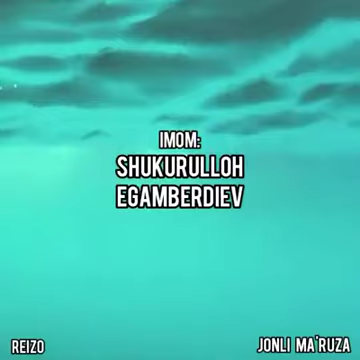 IMOM:
SHUKURULLOH
EGAMBERDIEV
REIZO
JONLI MA'RUZA